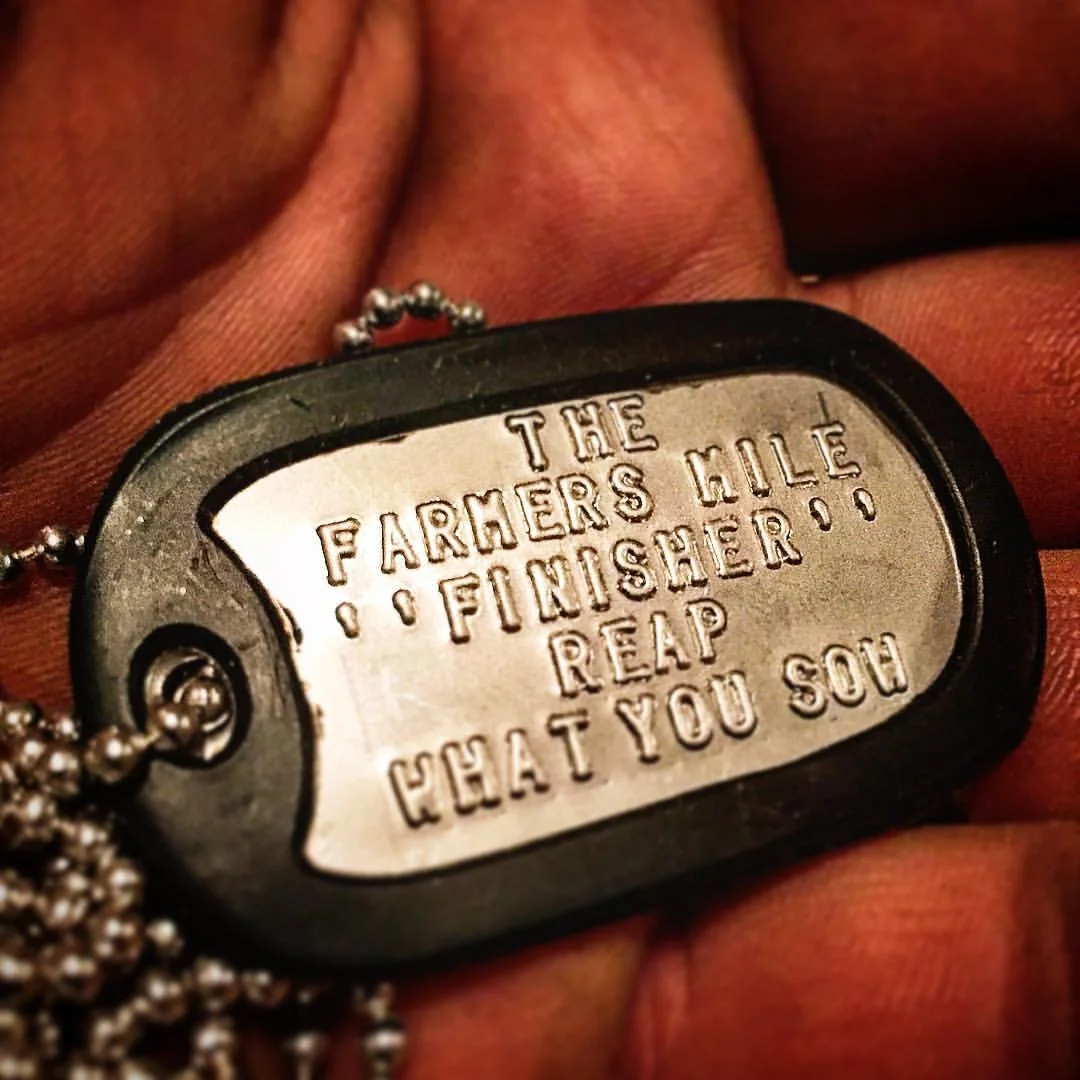 THE
FARMERS MILE
''FINISHER''
REAP
WHAT YOU SOW